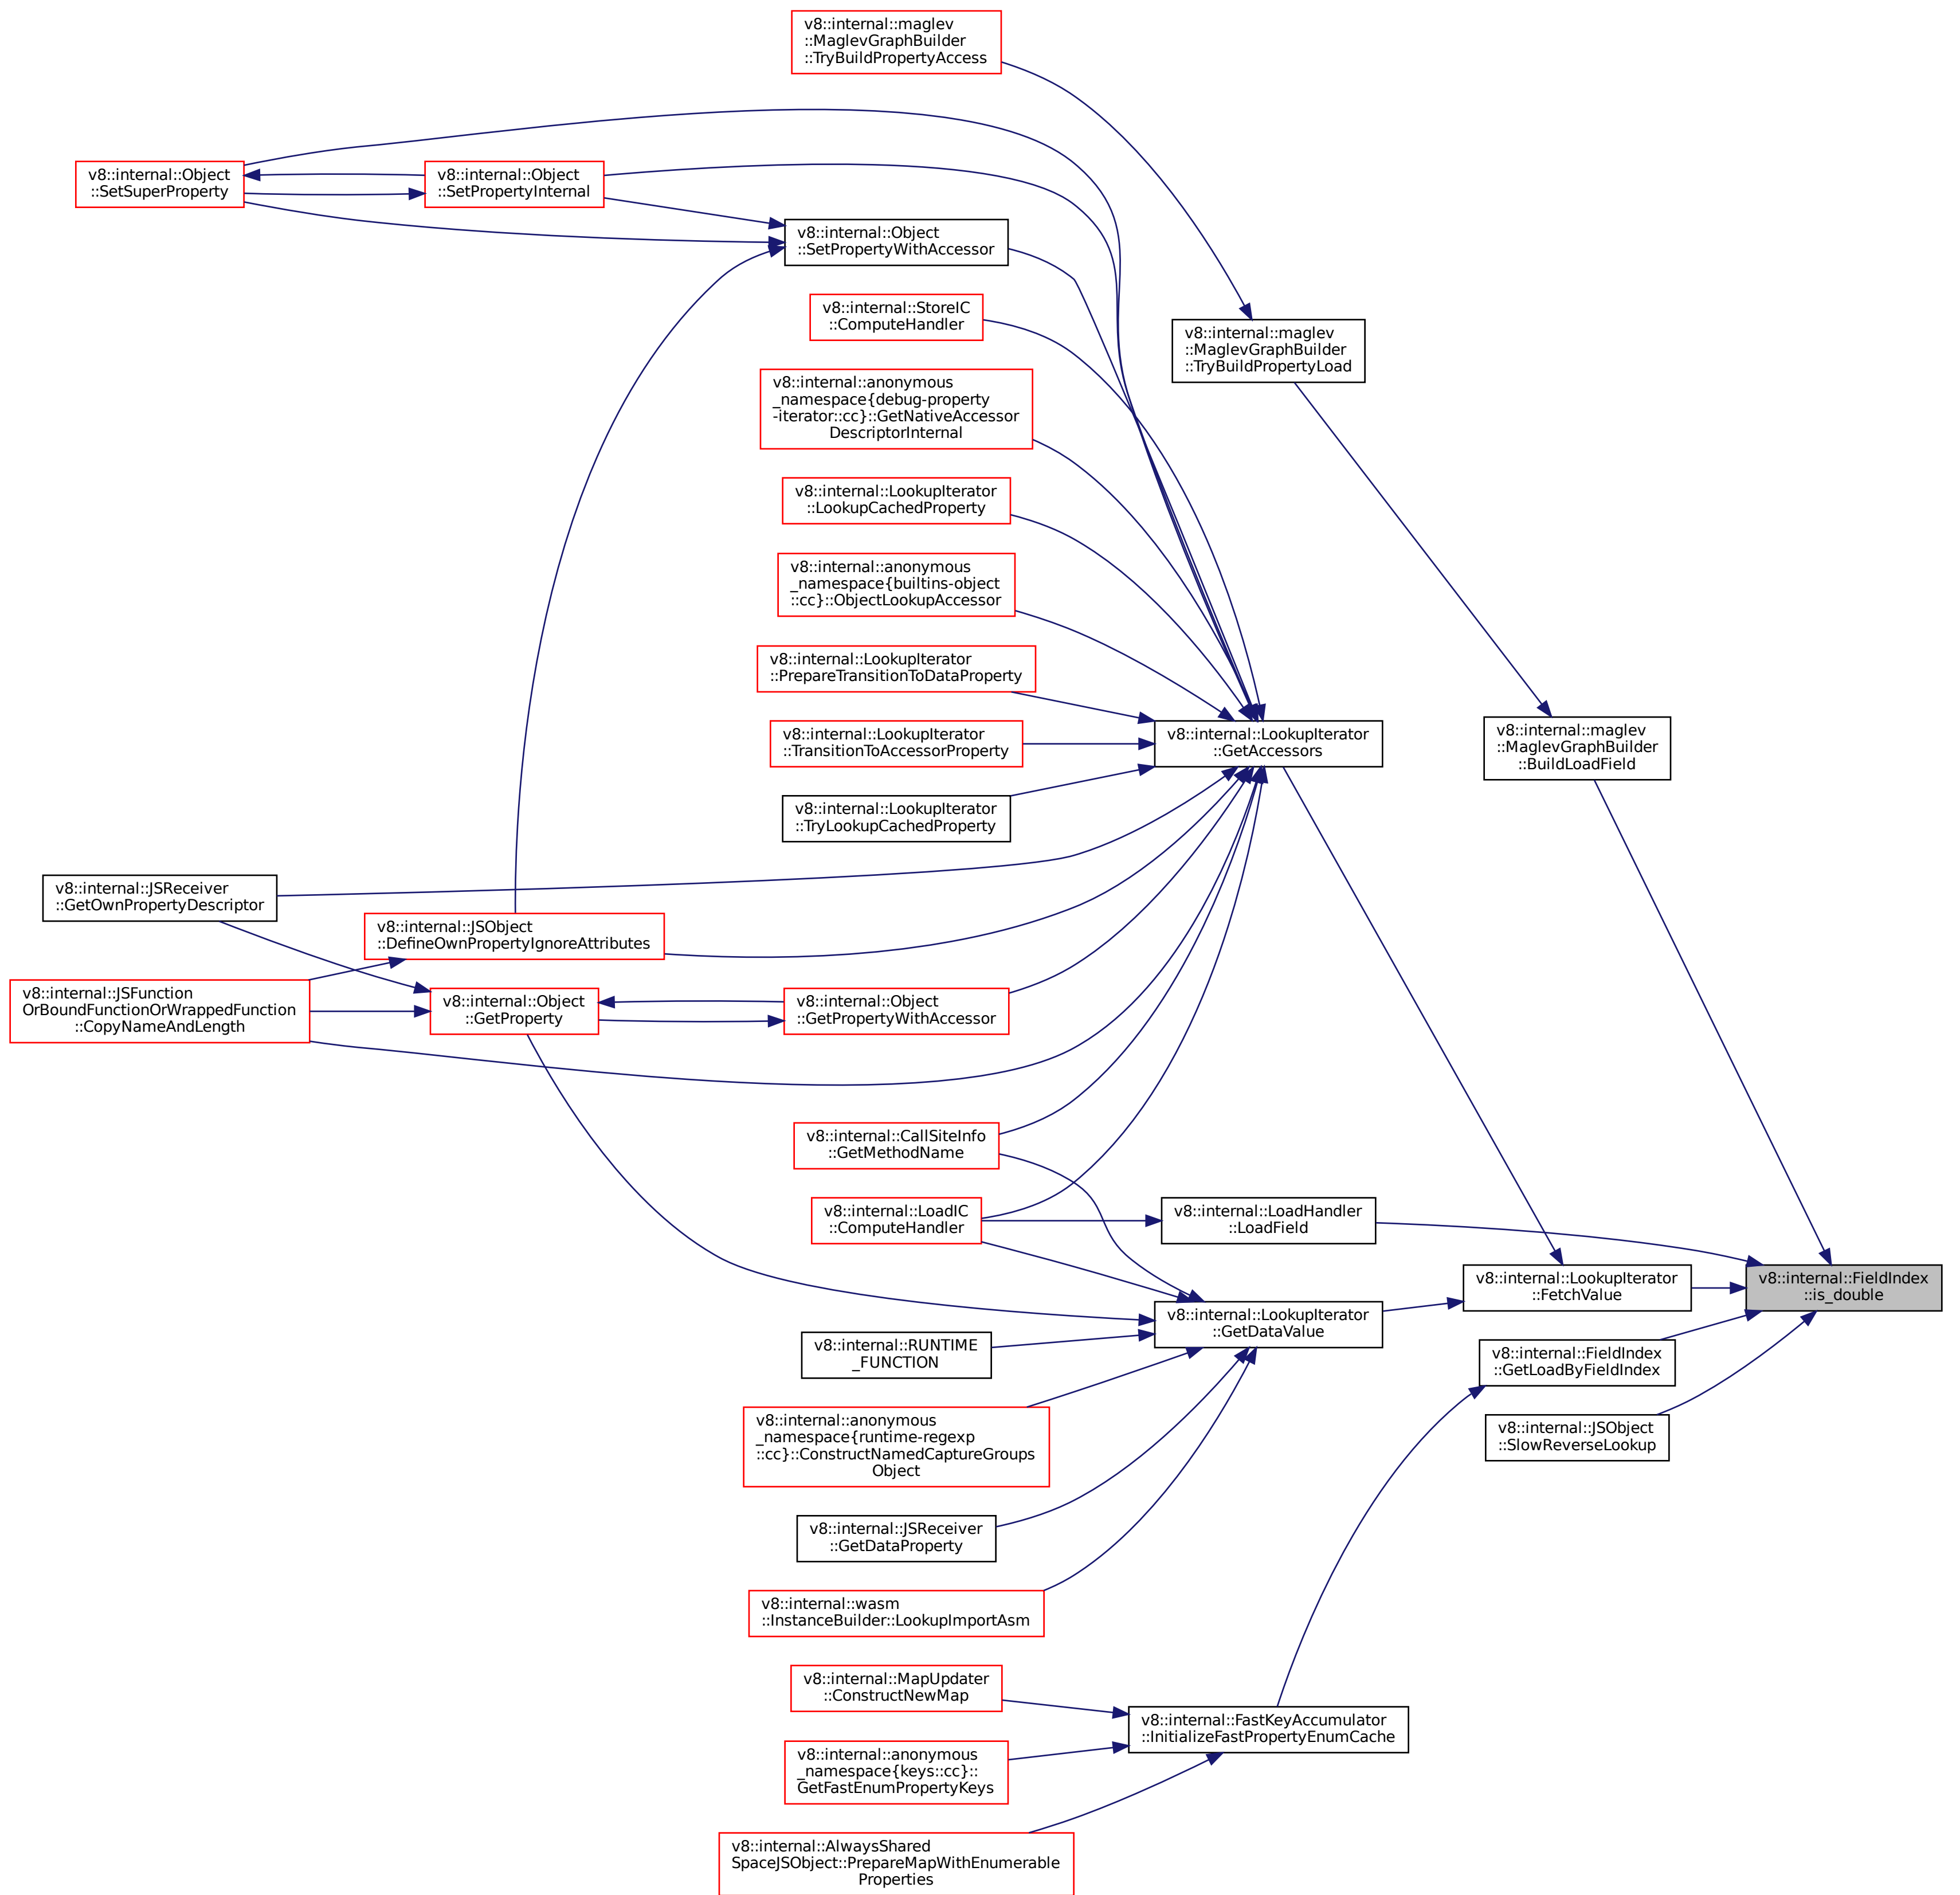 v8::internal::maglev
::MaglevGraphBuilder
::TryBuildPropertyAccess
v8::internal::Object
::SetSuperProperty
v8::internal::Object
::SetPropertyInternal
v8::internal::Object
::SetPropertyWithAccessor
v8::internal::StoreIC
::ComputeHandler
v8::internal::maglev
::MaglevGraphBuilder
::TryBuildPropertyLoad
v8::internal::anonymous
_namespace{debug-property
-iterator::cc}::GetNativeAccessor
DescriptorInternal
v8::internal::LookupIterator
::LookupCachedProperty
v8::internal::anonymous
_namespace{builtins-object
::cc}::ObjectLookupAccessor
v8::internal::LookupIterator
::PrepareTransitionToDataProperty
v8::internal::LookupIterator
::TransitionToAccessorProperty
v8::internal::LookupIterator
::GetAccessors
v8::internal::maglev
::MaglevGraphBuilder
::BuildLoadField
v8::internal::LookupIterator
::TryLookupCachedProperty
v8::internal::JSReceiver
::GetOwnPropertyDescriptor
v8::internal::JSObject
::DefineOwnPropertyIgnoreAttributes
v8::internal::JSFunction
OrBoundFunctionOrWrappedFunction
::CopyNameAndLength
v8::internal::Object
::GetProperty
v8::internal::Object
::GetPropertyWithAccessor
v8::internal::CallSiteInfo
::GetMethodName
v8::internal::LoadIC
::ComputeHandler
v8::internal::LoadHandler
::LoadField
v8::internal::LookupIterator
::FetchValue
v8::internal::FieldIndex
::is_double
v8::internal::LookupIterator
::GetDataValue
v8::internal::RUNTIME
_FUNCTION
v8::internal::FieldIndex
::GetLoadByFieldIndex
v8::internal::anonymous
_namespace{runtime-regexp
::cc}::ConstructNamedCaptureGroups
Object
v8::internal::JSObject
::SlowReverseLookup
v8::internal::JSReceiver
::GetDataProperty
v8::internal::wasm
::InstanceBuilder::LookupImportAsm
v8::internal::MapUpdater
::ConstructNewMap
v8::internal::FastKeyAccumulator
::InitializeFastPropertyEnumCache
v8::internal::anonymous
_namespace{keys::cc}::
GetFastEnumPropertyKeys
v8::internal::AlwaysShared
SpaceJSObject::PrepareMapWithEnumerable
Properties